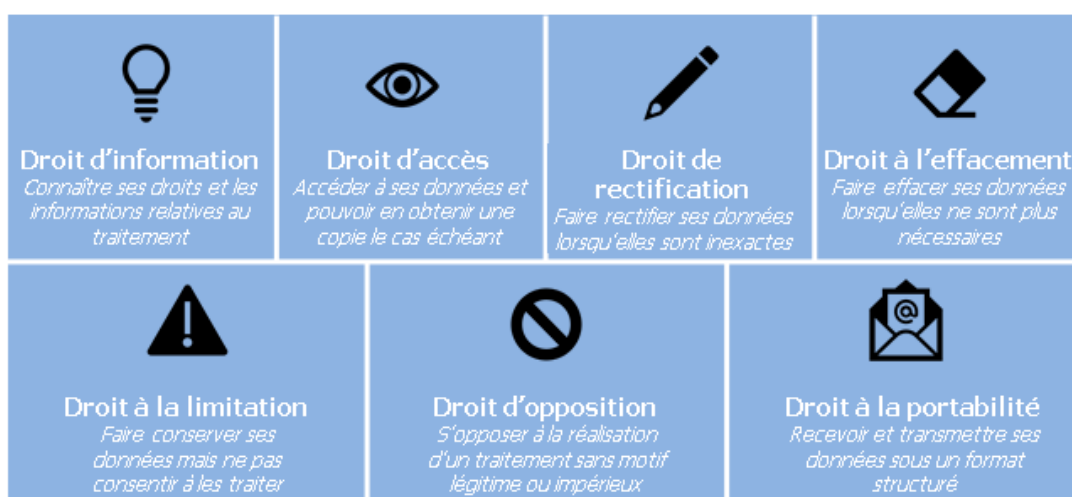 Droit d'information
Connaître ses droits et les
informations relatives au
traitement
Droit d'accès
Accéder à ses données et
pouvoir en obtenir une
copie le cas échéant
Droit de
rectification
Faire rectifier ses données
lorsqu'elles sont inexactes
Droit à l'effacement
Faire effacer ses données
lorsqu'elles ne sont plus
nécessaires
Droit à la limitation
Faire conserver ses
données mais ne pas
consentir à les traiter
Droit d'opposition
S'opposer à la réalisation
d'un traitement sans motif
légitime ou impérieux
@
Droit à la portabilité
Recevoir et transmettre ses
données sous un format
structuré